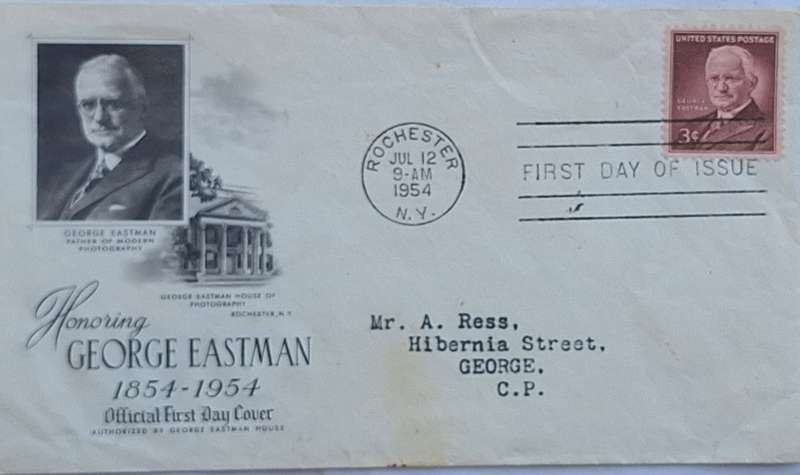 GEORGE EASTMAN
FATHER OF MODERN
PHOTOGRAPHY
GEORGE EASTMAN HOUSE OF
PHOTOGRAPHY
ROCHESTER, N.Y.
Honoring
GEORGE EASTMAN
1854-1954
Official First Day Cover
AUTHORIZED BY GEORGE EASTMAN HOUSE
ROCHESTER
JUL 12
9-AM
1954
N.Y.
UNITED STATES POSTAGE
GEORGE
EASTMAN
3¢
FIRST DAY OF ISSUE
Mr. A. Ress,
Hibernia Street.
GEORGE.
C.P.